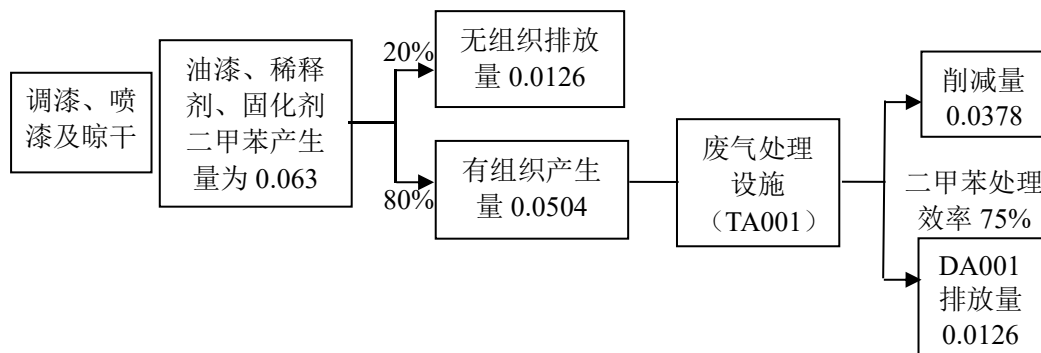 调漆、喷
漆及晾干
油漆、稀释
剂、固化剂
二甲苯产生
量为 0.063
20%
无组织排放
量 0.0126
80%
有组织产生
量 0.0504
废气处理
设施
（TA001）
削减量
0.0378
二甲苯处理
效率 75%
DA001
排放量
0.0126